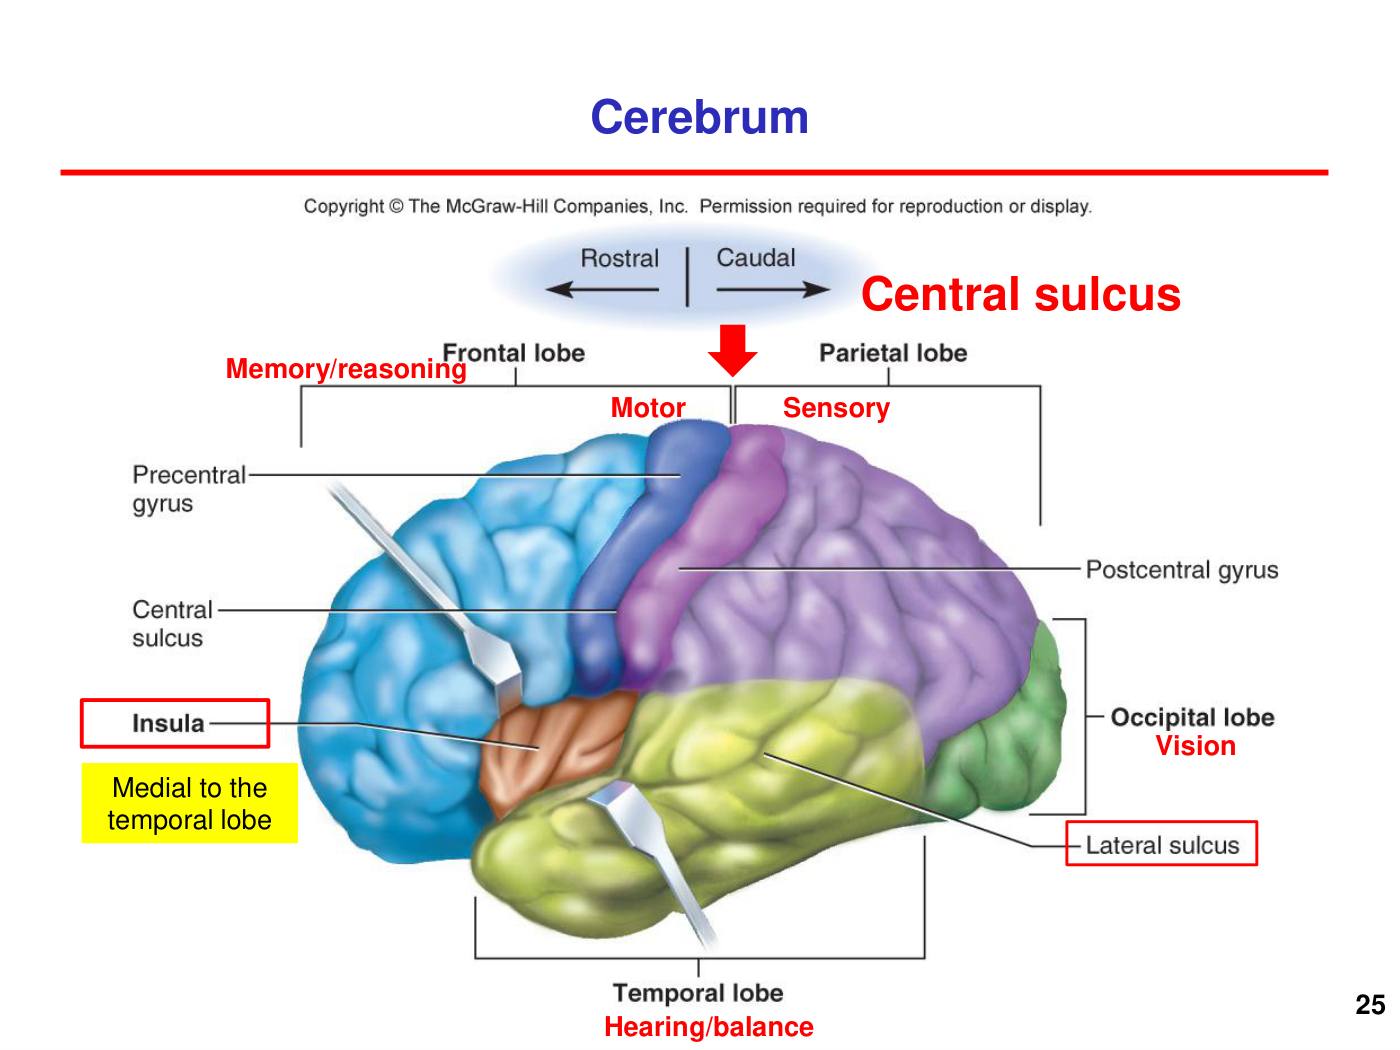 Cerebrum
Copyright © The McGraw-Hill Companies, Inc. Permission required for reproduction or display.
Rostral
Caudal
Central sulcus
Frontal lobe
Parietal lobe
Memory/reasoning
Motor
Sensory
Precentral
gyrus
Postcentral gyrus
Central
sulcus
Insula
Occipital lobe
Vision
Medial to the
temporal lobe
Lateral sulcus
Temporal lobe
Hearing/balance
25